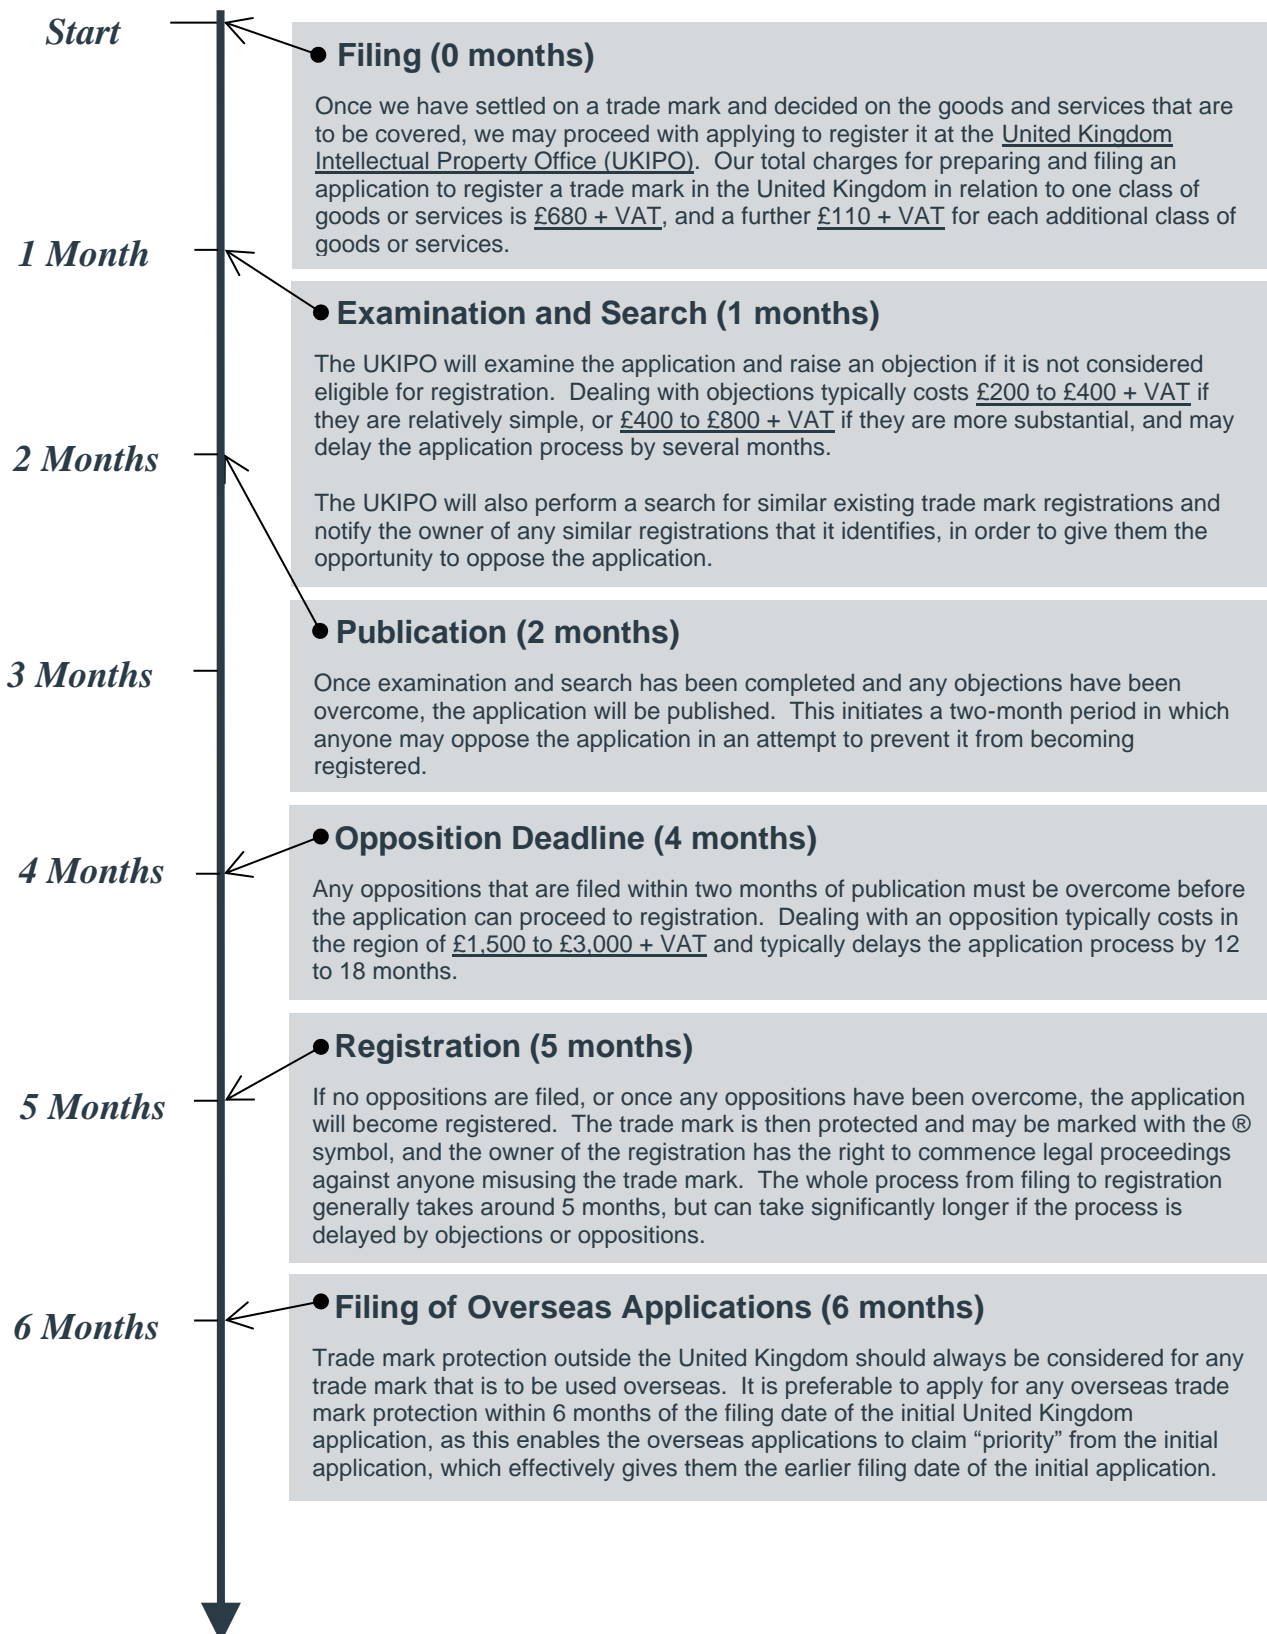 Start
Filing (0 months)
Once we have settled on a trade mark and decided on the goods and services that are
to be covered, we may proceed with applying to register it at the United Kingdom
Intellectual Property Office (UKIPO).  Our total charges for preparing and filing an
application to register a trade mark in the United Kingdom in relation to one class of
goods or services is £680 + VAT, and a further £110 + VAT for each additional class of
goods or services.
1 Month
Examination and Search (1 months)
The UKIPO will examine the application and raise an objection if it is not considered
eligible for registration.  Dealing with objections typically costs £200 to £400 + VAT if
they are relatively simple, or £400 to £800 + VAT if they are more substantial, and may
delay the application process by several months.
2 Months
The UKIPO will also perform a search for similar existing trade mark registrations and
notify the owner of any similar registrations that it identifies, in order to give them the
opportunity to oppose the application.
Publication (2 months)
3 Months
Once examination and search has been completed and any objections have been
overcome, the application will be published.  This initiates a two-month period in which
anyone may oppose the application in an attempt to prevent it from becoming
registered.
Opposition Deadline (4 months)
4 Months
Any oppositions that are filed within two months of publication must be overcome before
the application can proceed to registration.  Dealing with an opposition typically costs in
the region of £1,500 to £3,000 + VAT and typically delays the application process by 12
to 18 months.
Registration (5 months)
5 Months
If no oppositions are filed, or once any oppositions have been overcome, the application
will become registered.  The trade mark is then protected and may be marked with the ®
symbol, and the owner of the registration has the right to commence legal proceedings
against anyone misusing the trade mark.  The whole process from filing to registration
generally takes around 5 months, but can take significantly longer if the process is
delayed by objections or oppositions.
Filing of Overseas Applications (6 months)
6 Months
Trade mark protection outside the United Kingdom should always be considered for any
trade mark that is to be used overseas.  It is preferable to apply for any overseas trade
mark protection within 6 months of the filing date of the initial United Kingdom
application, as this enables the overseas applications to claim “priority” from the initial
application, which effectively gives them the earlier filing date of the initial application.